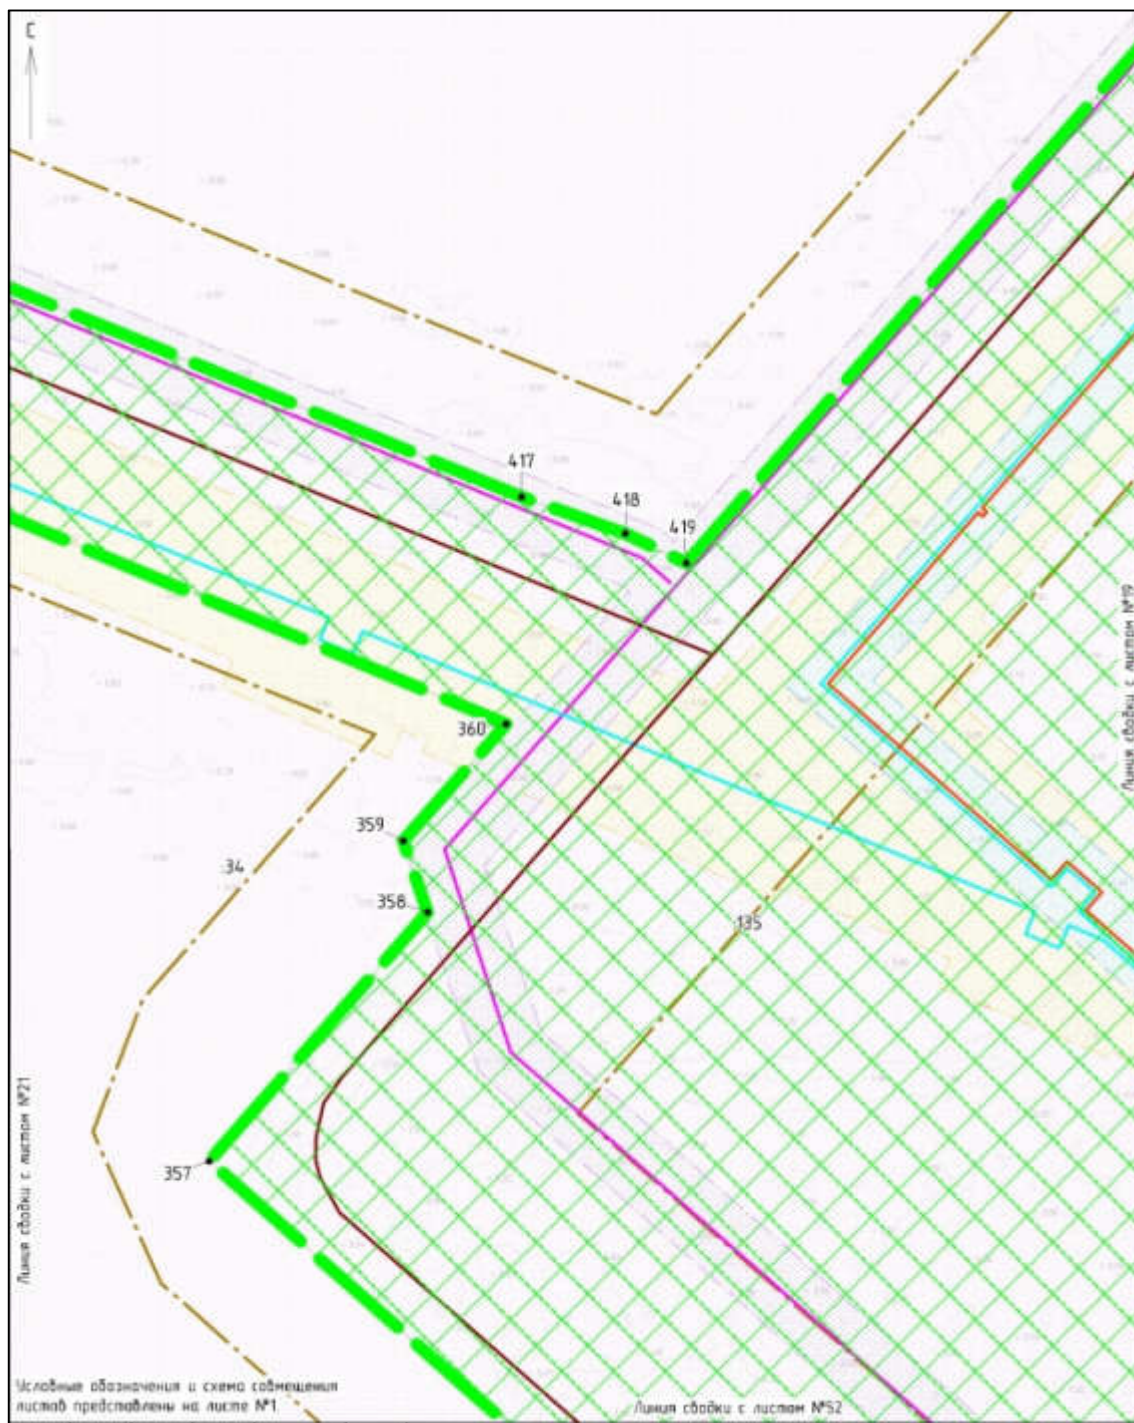 С
417
418
419
Линия сводки с листом №19
360
359
:34
358
:135
Линия сводки с листом №21
357
Условные обозначения и схема совмещения
листов представлены на листе №1
Линия сводки с листом №52